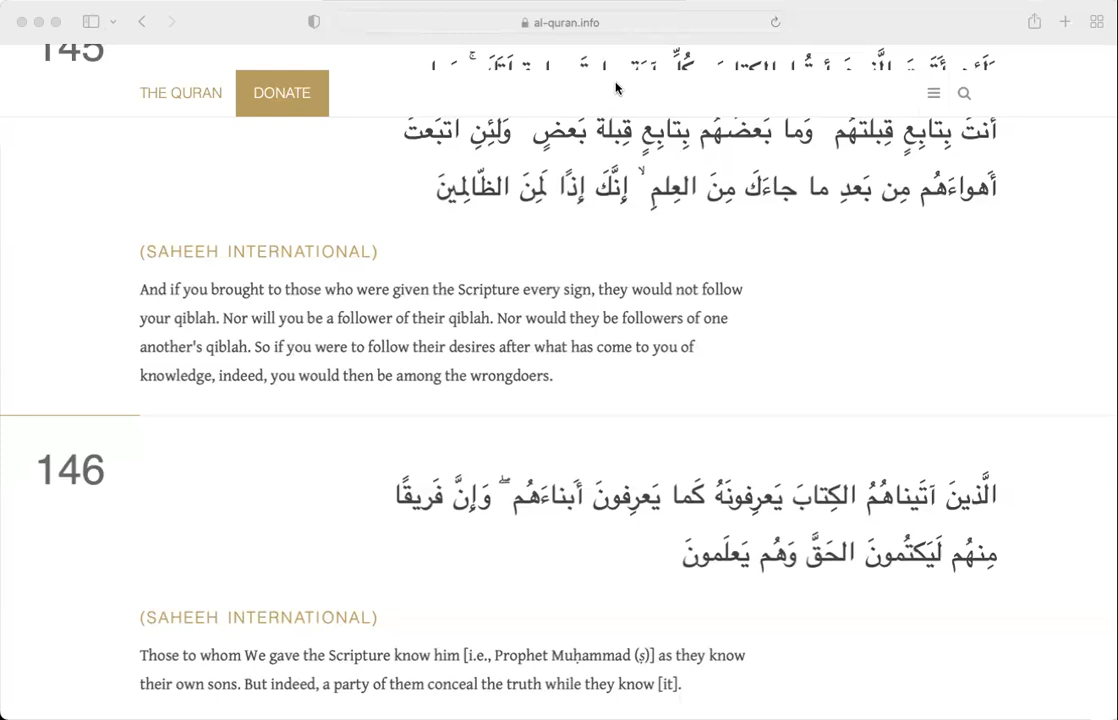 al-quran.info
145
THE QURAN
DONATE
أَنتَ بِتابِعٍ قِبلَتَهُم وَما بَعضُهُم بِتابِعٍ قِبلَةَ بَعضٍ وَلَئِنِ اتَّبَعتَ
أَهواءَهُم مِن بَعدِ ما جاءَكَ مِنَ العِلمِ ۙ إِنَّكَ إِذًا لَمِنَ الظّالِمينَ
(SAHEEH INTERNATIONAL)
And if you brought to those who were given the Scripture every sign, they would not follow
your qiblah. Nor will you be a follower of their qiblah. Nor would they be followers of one
another's qiblah. So if you were to follow their desires after what has come to you of
knowledge, indeed, you would then be among the wrongdoers.
146
الَّذينَ آتَيناهُمُ الكِتابَ يَعرِفونَهُ كَما يَعرِفونَ أَبناءَهُم ۖ وَإِنَّ فَريقًا
مِنهُم لَيَكتُمونَ الحَقَّ وَهُم يَعلَمونَ
(SAHEEH INTERNATIONAL)
Those to whom We gave the Scripture know him [i.e., Prophet Muḥammad (ṣ)] as they know
their own sons. But indeed, a party of them conceal the truth while they know [it].